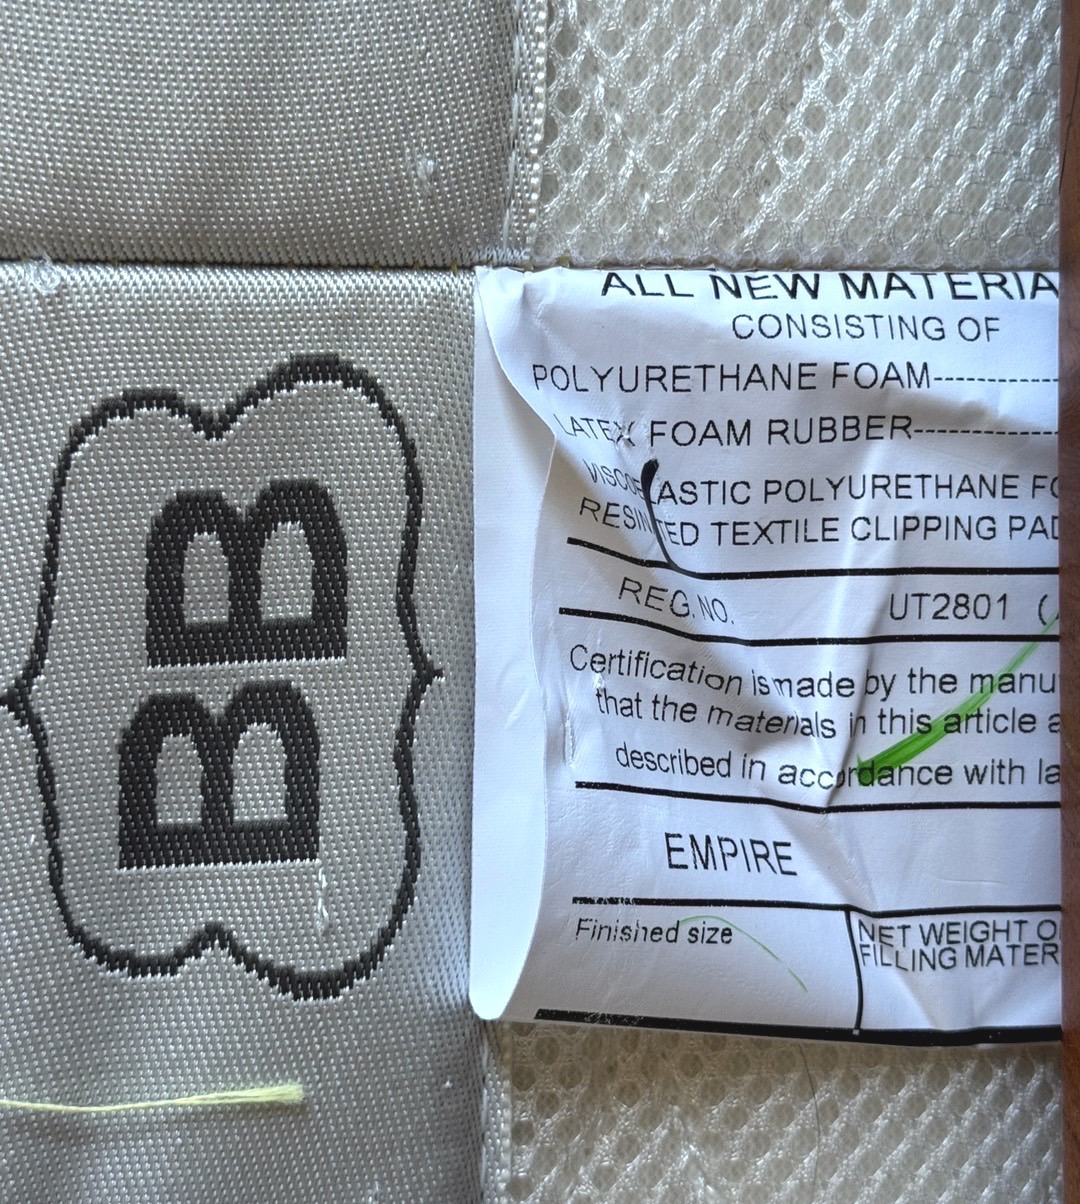 BB
ALL NEW MATERIA
CONSISTING OF
POLYURETHANE FOAM----------
LATEX FOAM RUBBER-----------
VISCOELASTIC POLYURETHANE FO
RESINTED TEXTILE CLIPPING PAD
REG.NO. UT2801 (
Certification is made by the manu
that the materials in this article a
described in accordance with la
EMPIRE
Finished size
NET WEIGHT O
FILLING MATER